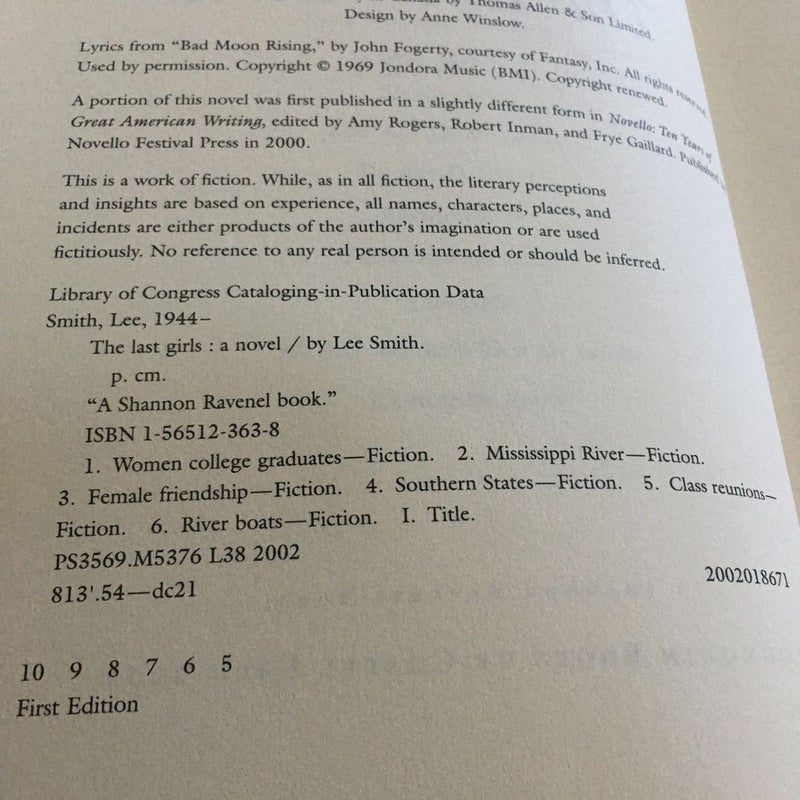 Canada by Thomas Allen & Son Limited.
Design by Anne Winslow.
Lyrics from “Bad Moon Rising,” by John Fogerty, courtesy of Fantasy, Inc. All rights reserved
Used by permission. Copyright © 1969 Jondora Music (BMI). Copyright renewed.
A portion of this novel was first published in a slightly different form in Novello: Ten Years of
Great American Writing, edited by Amy Rogers, Robert Inman, and Frye Gaillard. Published
Novello Festival Press in 2000.
This is a work of fiction. While, as in all fiction, the literary perceptions
and insights are based on experience, all names, characters, places, and
incidents are either products of the author’s imagination or are used
fictitiously. No reference to any real person is intended or should be inferred.
Library of Congress Cataloging-in-Publication Data
Smith, Lee, 1944–
The last girls : a novel / by Lee Smith.
p. cm.
“A Shannon Ravenel book.”
ISBN 1-56512-363-8
1. Women college graduates—Fiction. 2. Mississippi River—Fiction.
3. Female friendship—Fiction. 4. Southern States—Fiction. 5. Class reunions—
Fiction. 6. River boats—Fiction. I. Title.
PS3569.M5376 L38 2002
813'.54—dc21
2002018671
10 9 8 7 6 5
First Edition